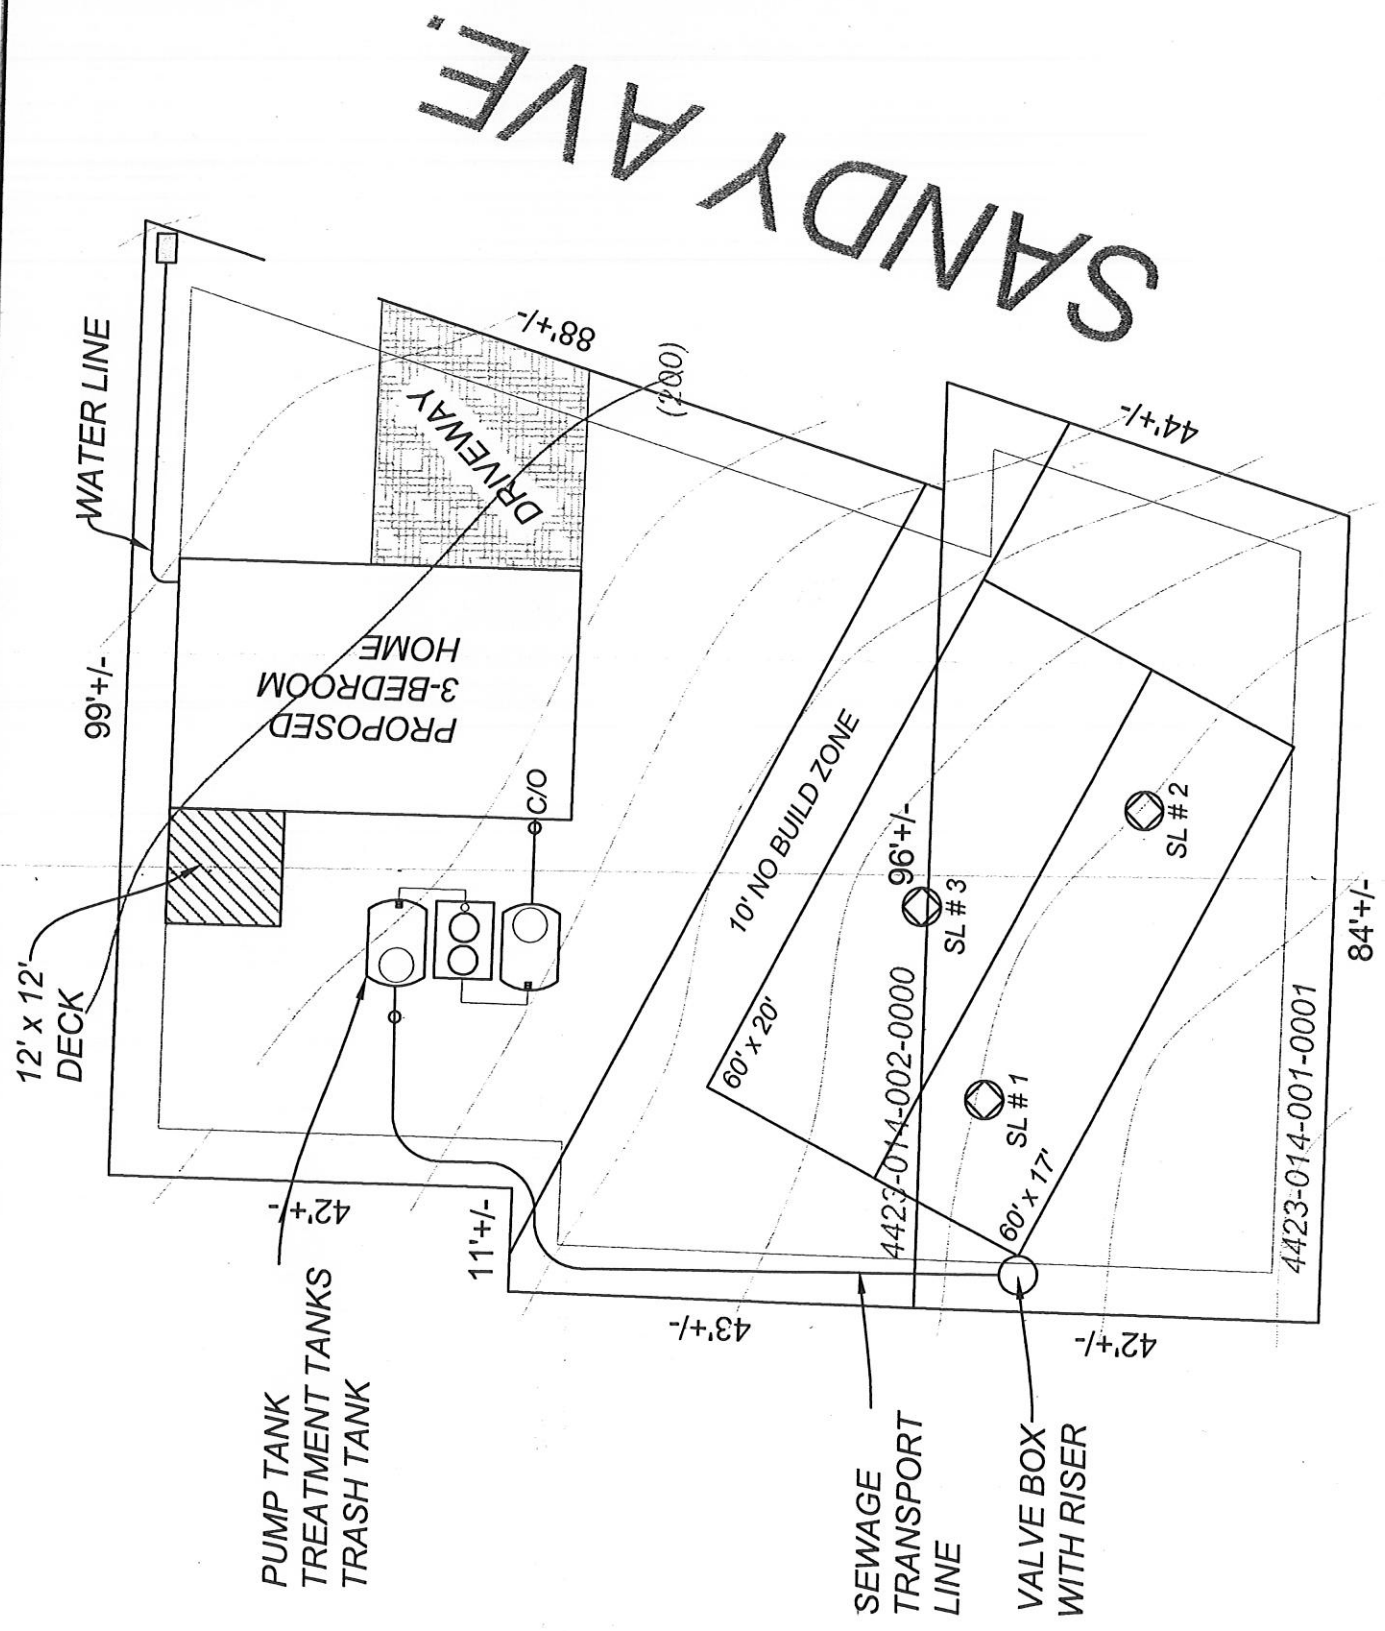 SANDY AVE.
WATER LINE
99'+/-
88'+/-
(200)
DRIVEWAY
PROPOSED
3-BEDROOM
HOME
C/O
12' x 12'
DECK
44'+/-
10' NO BUILD ZONE
96'+/-
SL # 2
SL # 3
60' x 20'
4423-014-002-0000
SL # 1
60' x 17'
4423-014-001-0001
84'+/-
42'+/-
11'+/-
43'+/-
42'+/-
PUMP TANK
TREATMENT TANKS
TRASH TANK
SEWAGE
TRANSPORT
LINE
VALVE BOX
WITH RISER